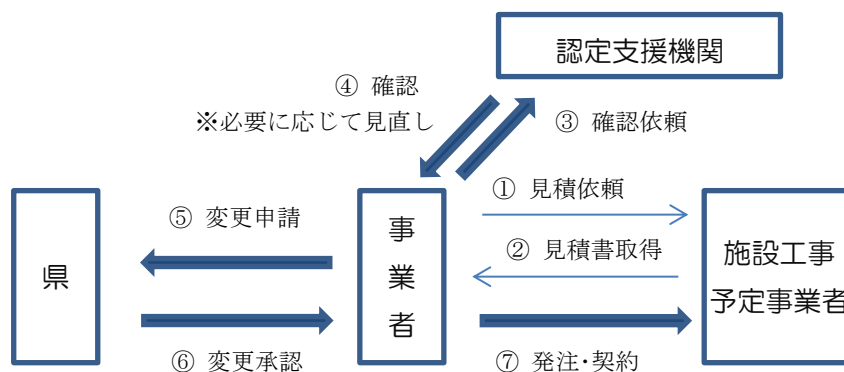 認定支援機関
④ 確認
※必要に応じて見直し
③ 確認依頼
① 見積依頼
⑤ 変更申請
② 見積書取得
県
事業者
施設工事
予定事業者
⑥ 変更承認
⑦ 発注・契約